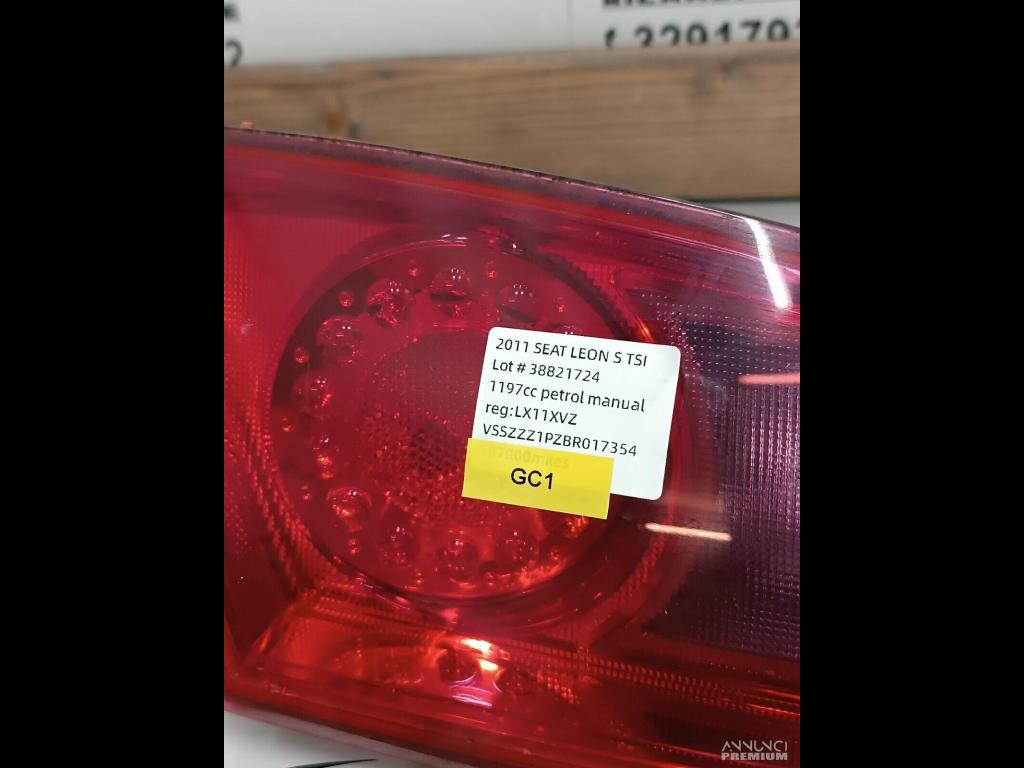 2011 SEAT LEON S TSI
Lot # 38821724
1197cc petrol manual
reg:LX11XVZ
VSSZZZ1PZBR017354
GC1
ANNUNCI
PREMIUM